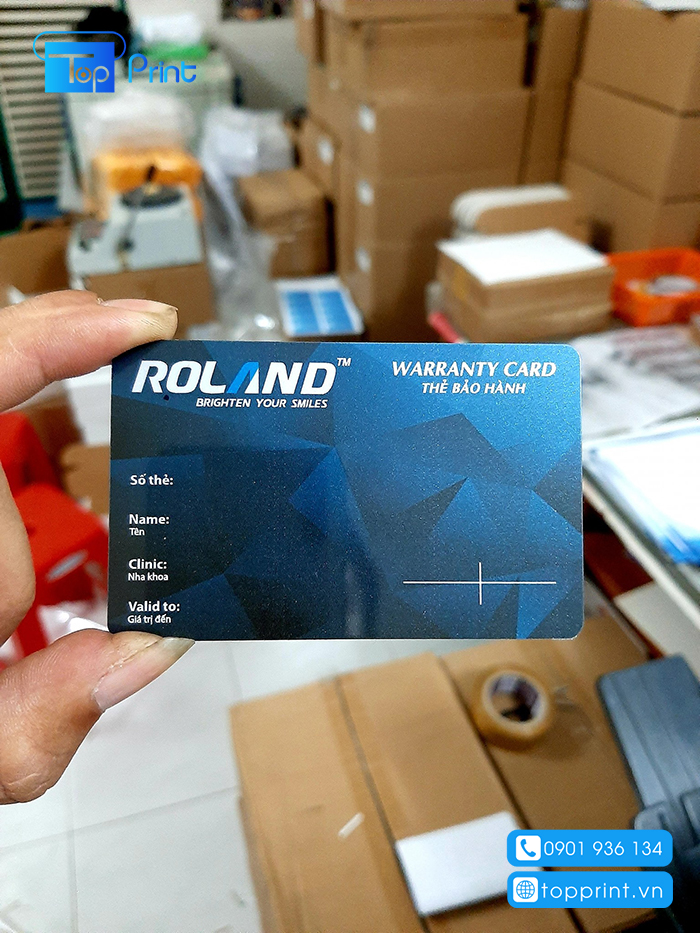 Top Print
ROLAND™
BRIGHTEN YOUR SMILES
WARRANTY CARD
THẺ BẢO HÀNH
Số thẻ:
Name:
Tên
Clinic:
Nha khoa
Valid to:
Giá trị đến
0901 936 134
topprint.vn